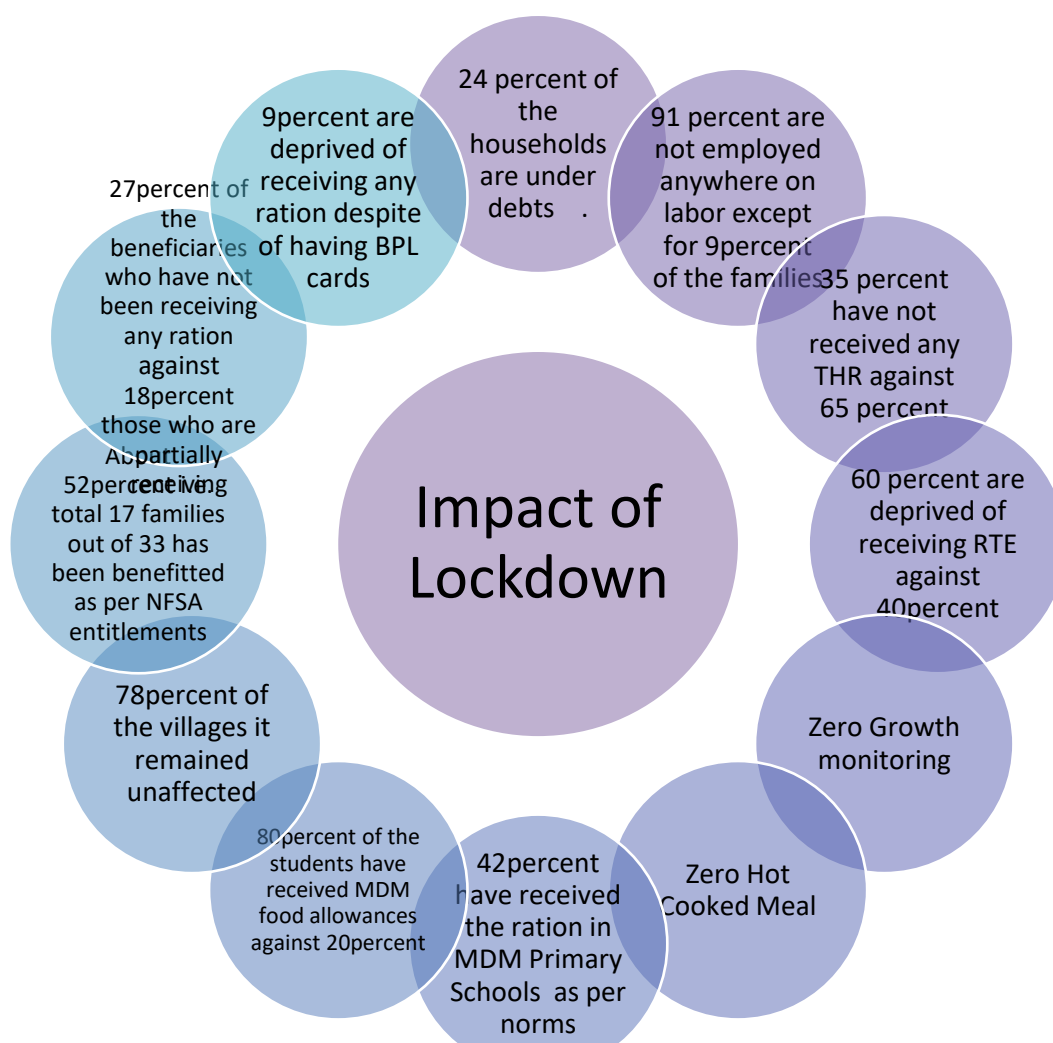 Impact of
Lockdown
24 percent of
the
households
are under
debts .
91 percent are
not employed
anywhere on
labor except
for 9percent
of the families
35 percent
have not
received any
THR against
65 percent
60 percent are
deprived of
receiving RTE
against
40percent
Zero Growth
monitoring
Zero Hot
Cooked Meal
42percent
have received
the ration in
MDM Primary
Schools as per
norms
80percent of the
students have
received MDM
food allowances
against 20percent
78percent of
the villages it
remained
unaffected
52percent i.e.
total 17 families
out of 33 has
been benefitted
as per NFSA
entitlements
27percent of
the
beneficiaries
who have not
been receiving
any ration
against
18percent
those who are
partially
receiving
9percent are
deprived of
receiving any
ration despite
of having BPL
cards